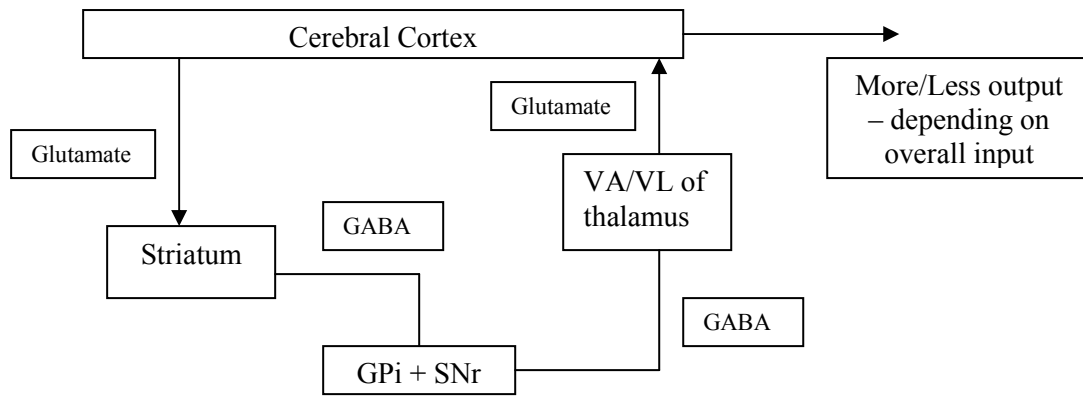 Cerebral Cortex
Glutamate
More/Less output
– depending on
overall input
Glutamate
VA/VL of
thalamus
GABA
Striatum
GABA
GPi + SNr